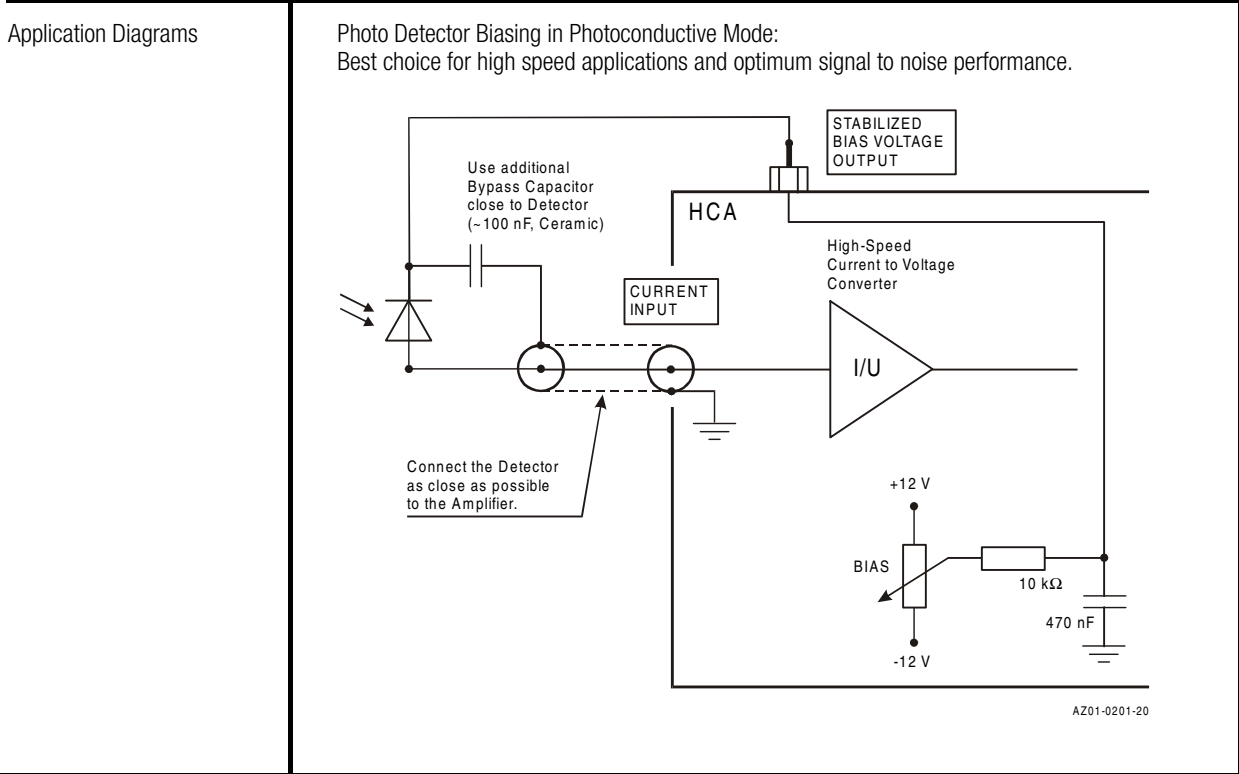 Application Diagrams
Photo Detector Biasing in Photoconductive Mode:
Best choice for high speed applications and optimum signal to noise performance.
STABILIZED
BIAS VOLTAGE
OUTPUT
Use additional
Bypass Capacitor
close to Detector
(~100 nF, Ceramic)
HCA
High-Speed
Current to Voltage
Converter
CURRENT
INPUT
I/U
Connect the Detector
as close as possible
to the Amplifier.
+12 V
BIAS
10 kΩ
470 nF
-12 V
AZ01-0201-20